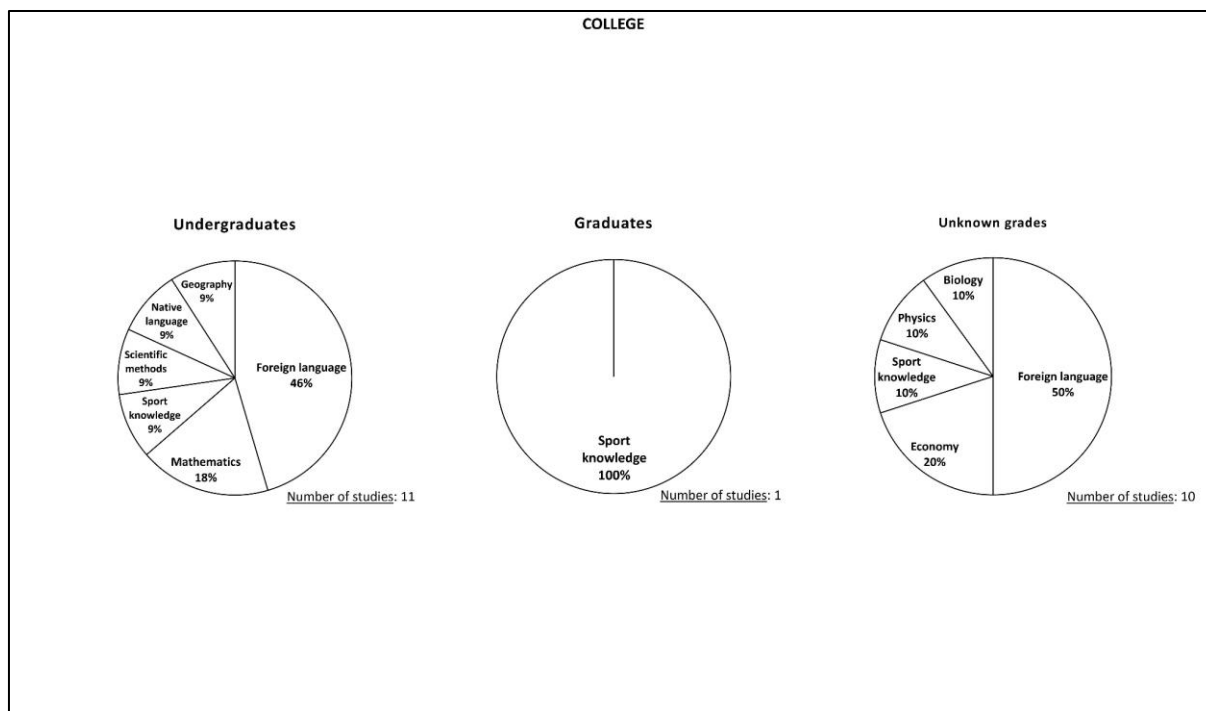 COLLEGE
Undergraduates
Geography
9%
Native
language
9%
Scientific
methods
9%
Sport
knowledge
9%
Mathematics
18%
Foreign language
46%
Number of studies: 11
Graduates
Sport
knowledge
100%
Number of studies: 1
Unknown grades
Biology
10%
Physics
10%
Sport
knowledge
10%
Economy
20%
Foreign language
50%
Number of studies: 10